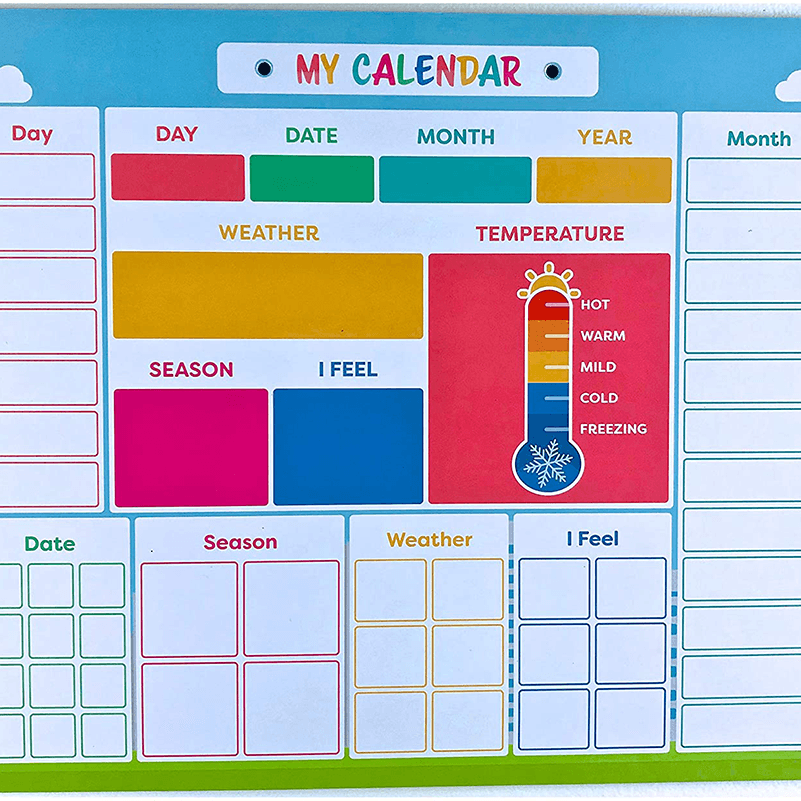 MY CALENDAR
Day
DAY DATE MONTH YEAR
Month
WEATHER TEMPERATURE
HOT
WARM
MILD
COLD
FREEZING
SEASON I FEEL
Date
Season
Weather
I Feel